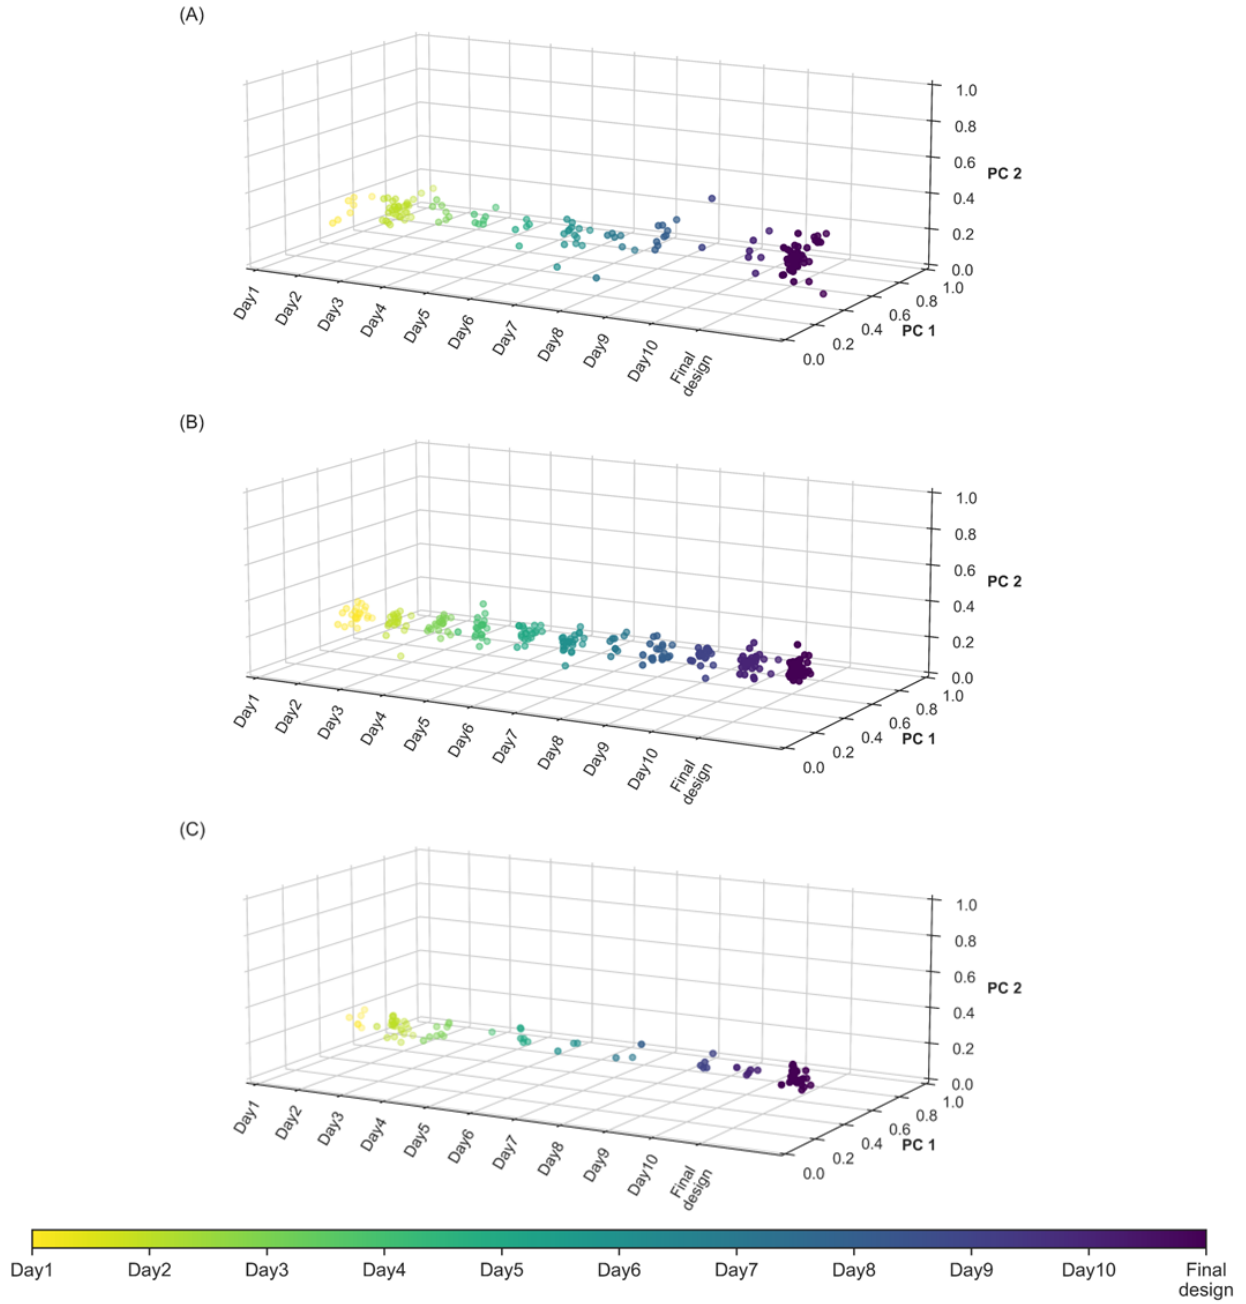 (A)
1.0
0.8
0.6
PC 2
0.4
0.2
0.0
1.0
0.8
0.6
0.4
PC 1
0.2
0.0
Day1
Day2
Day3
Day4
Day5
Day6
Day7
Day8
Day9
Day10
Final
design
(B)
1.0
0.8
0.6
PC 2
0.4
0.2
0.0
1.0
0.8
0.6
0.4
PC 1
0.2
0.0
Day1
Day2
Day3
Day4
Day5
Day6
Day7
Day8
Day9
Day10
Final
design
(C)
1.0
0.8
0.6
PC 2
0.4
0.2
0.0
1.0
0.8
0.6
0.4
PC 1
0.2
0.0
Day1
Day2
Day3
Day4
Day5
Day6
Day7
Day8
Day9
Day10
Final
design
Day1 Day2 Day3 Day4 Day5 Day6 Day7 Day8 Day9 Day10 Final
design